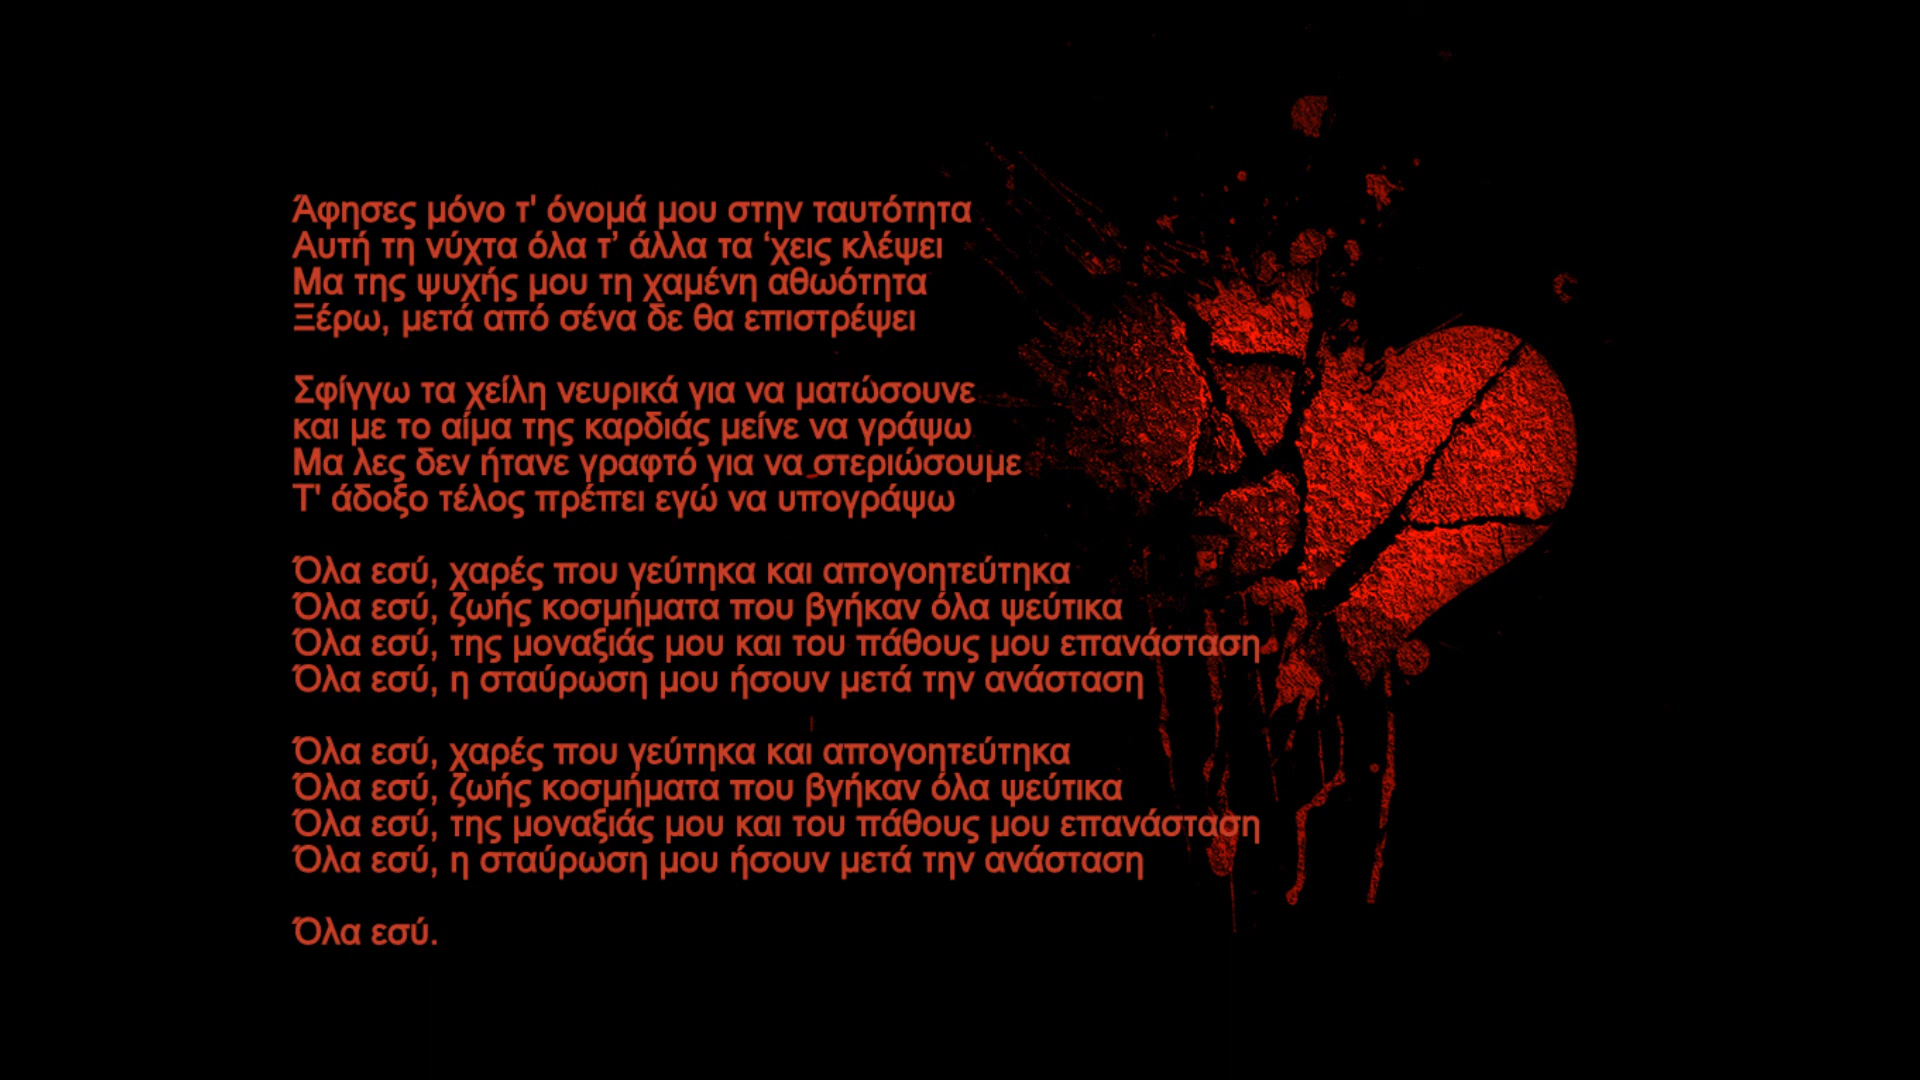 Άφησες μόνο τ' όνομά μου στην ταυτότητα
Αυτή τη νύχτα όλα τ’ άλλα τα ‘χεις κλέψει
Μα της ψυχής μου τη χαμένη αθωότητα
Ξέρω, μετά από σένα δε θα επιστρέψει

Σφίγγω τα χείλη νευρικά για να ματώσουνε
και με το αίμα της καρδιάς μείνε να γράψω
Μα λες δεν ήτανε γραφτό για να στεριώσουμε
Τ' άδοξο τέλος πρέπει εγώ να υπογράψω

Όλα εσύ, χαρές που γεύτηκα και απογοητεύτηκα
Όλα εσύ, ζωής κοσμήματα που βγήκαν όλα ψεύτικα
Όλα εσύ, της μοναξιάς μου και του πάθους μου επανάσταση
Όλα εσύ, η σταύρωση μου ήσουν μετά την ανάσταση

Όλα εσύ, χαρές που γεύτηκα και απογοητεύτηκα
Όλα εσύ, ζωής κοσμήματα που βγήκαν όλα ψεύτικα
Όλα εσύ, της μοναξιάς μου και του πάθους μου επανάσταση
Όλα εσύ, η σταύρωση μου ήσουν μετά την ανάσταση

Όλα εσύ.